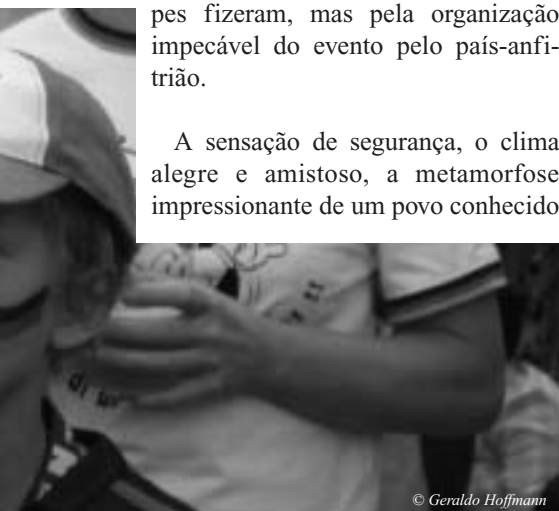 pes fizeram, mas pela organização
impecável do evento pelo país-anfi-
trião.
A sensação de segurança, o clima
alegre e amistoso, a metamorfose
impressionante de um povo conhecido
© Geraldo Hoffmann